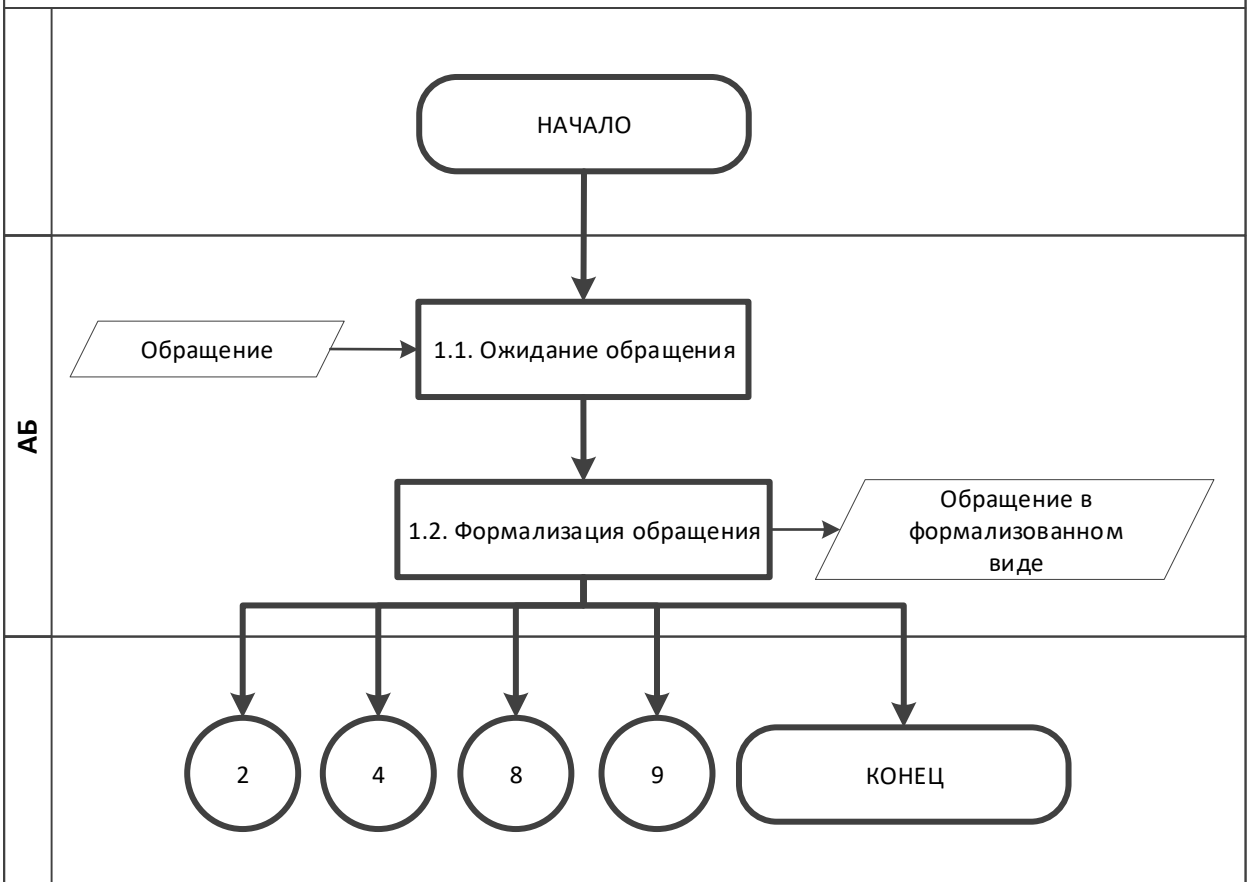 НАЧАЛО
Обращение
1.1. Ожидание обращения
АБ
1.2. Формализация обращения
Обращение в
формализованном
виде
2
4
8
9
КОНЕЦ